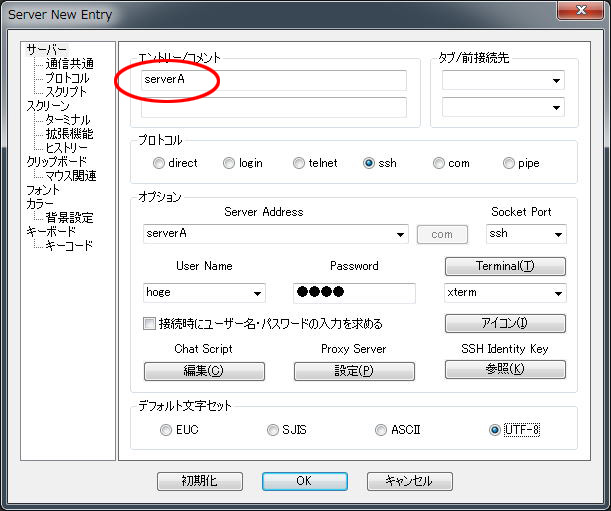 Server New Entry
サーバー
通信共通
プロトコル
スクリプト
スクリーン
ターミナル
拡張機能
ヒストリー
クリップボード
マウス関連
フォント
カラー
背景設定
キーボード
キーコード
エントリー/コメント
serverA
タブ/前接続先
プロトコル
direct login telnet ssh com pipe
オプション
Server Address Socket Port
serverA com ssh
User Name Password Terminal(T)
hoge ●●●● xterm
接続時にユーザー名・パスワードの入力を求める アイコン(I)
Chat Script Proxy Server SSH Identity Key
編集(C) 設定(P) 参照(K)
デフォルト文字セット
EUC SJIS ASCII UTF-8
初期化 OK キャンセル